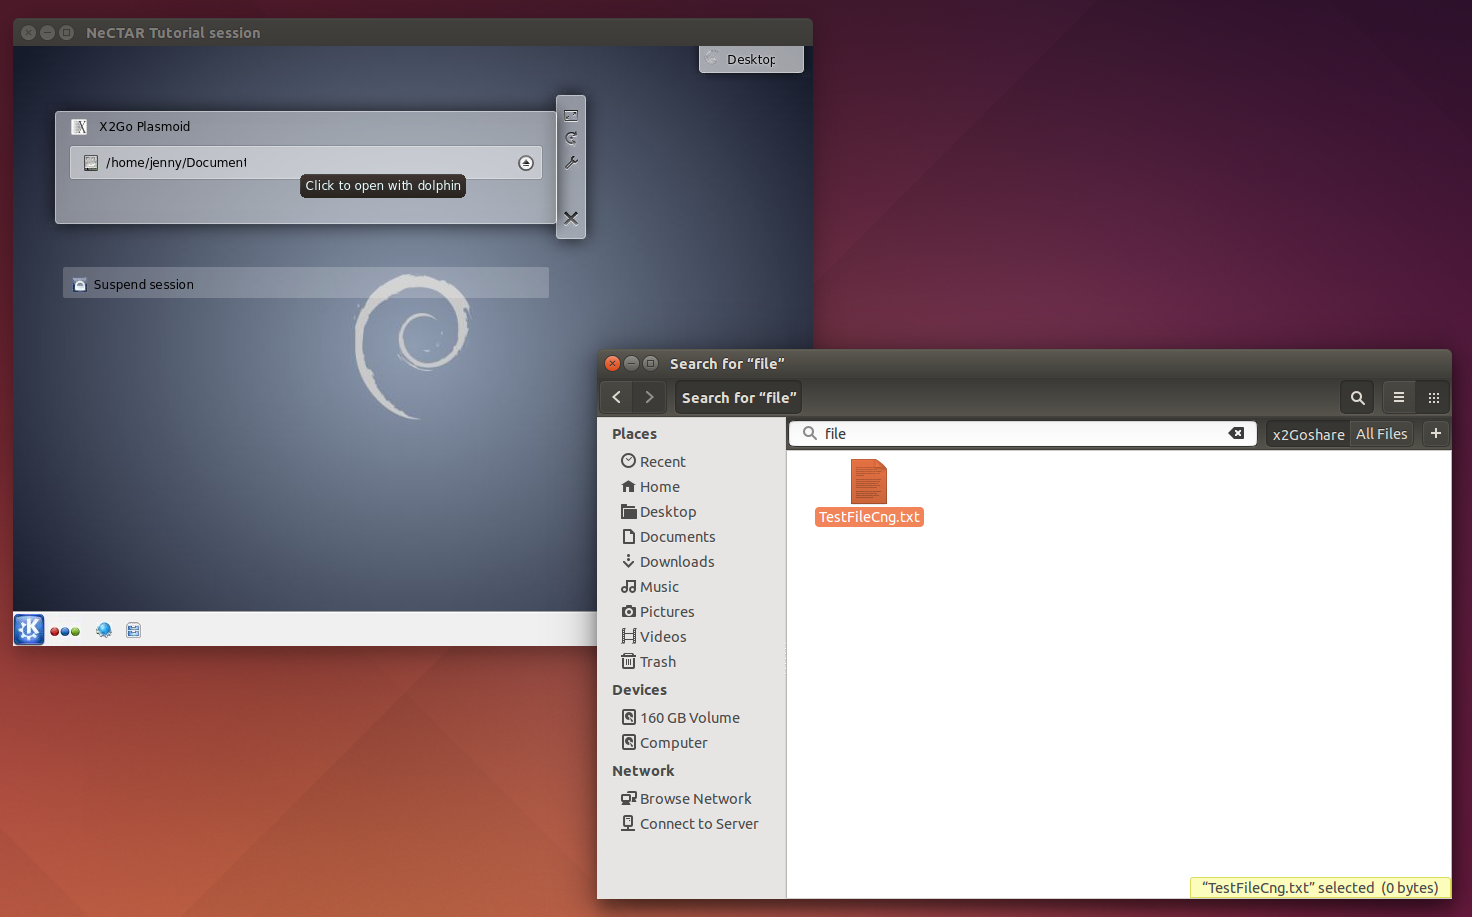 NeCTAR Tutorial session
Desktop
X2Go Plasmoid
/home/jenny/Document
Click to open with dolphin
Suspend session
Search for “file”
Search for “file”
file
x2Goshare
All Files
Places
Recent
Home
Desktop
Documents
Downloads
Music
Pictures
Videos
Trash
Devices
160 GB Volume
Computer
Network
Browse Network
Connect to Server
TestFileCng.txt
“TestFileCng.txt” selected (0 bytes)